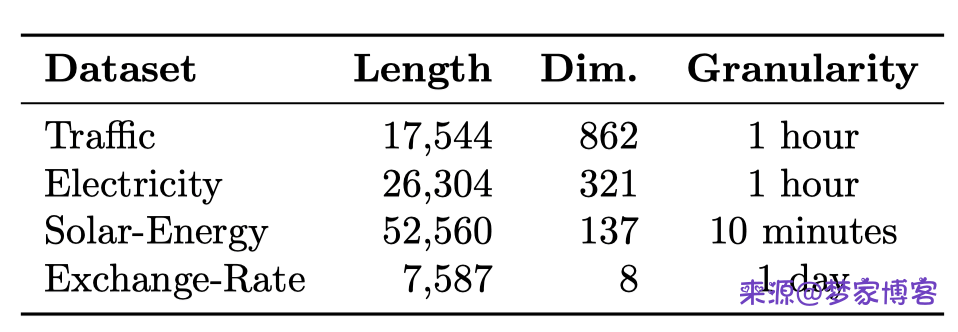 Dataset Length Dim. Granularity
Traffic 17,544 862 1 hour
Electricity 26,304 321 1 hour
Solar-Energy 52,560 137 10 minutes
Exchange-Rate 7,587 8 1 day
来源@梦家博客